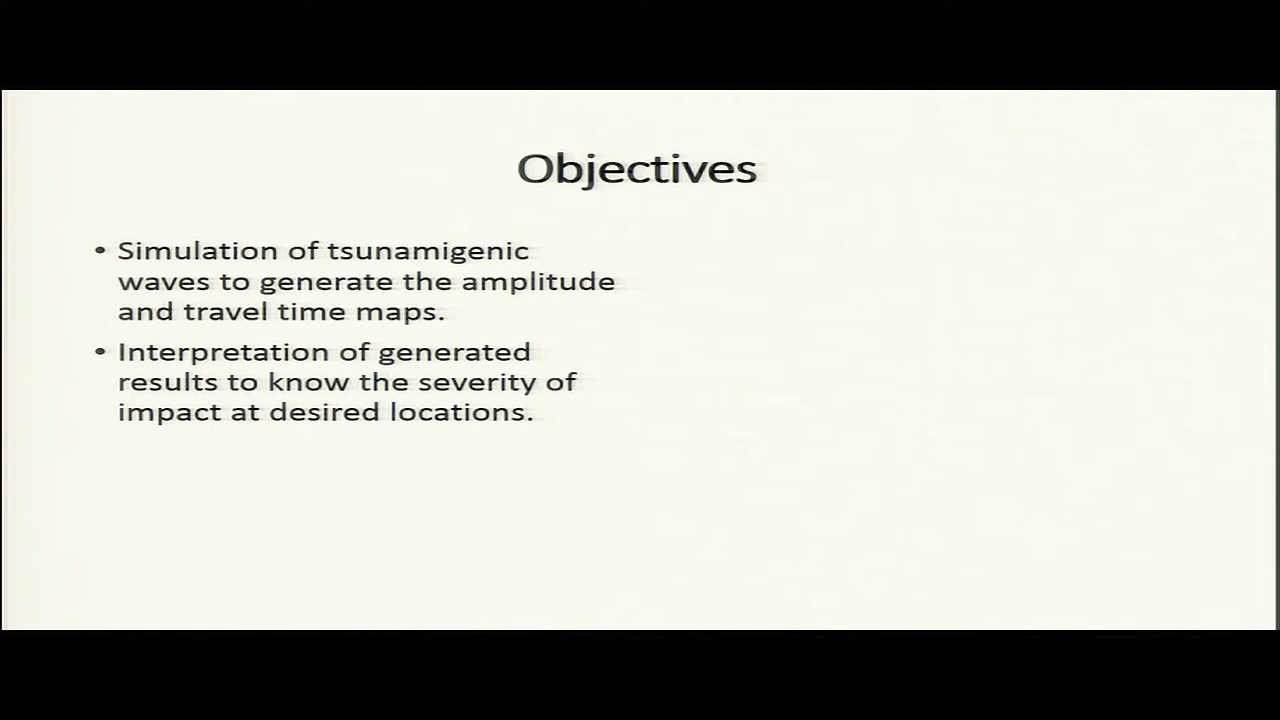 Objectives
• Simulation of tsunamigenic
waves to generate the amplitude
and travel time maps.
• Interpretation of generated
results to know the severity of
impact at desired locations.